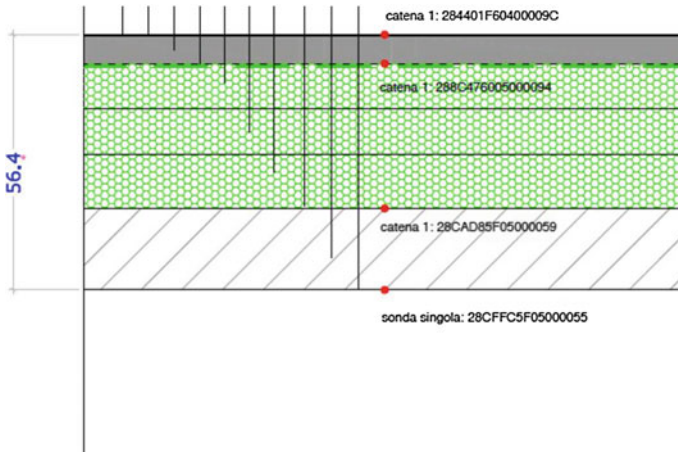 catena 1: 284401F60400009C
catena 1: 288C476005000094
56.4
catena 1: 28CAD85F05000059
sonda singola: 28CFFC5F05000055